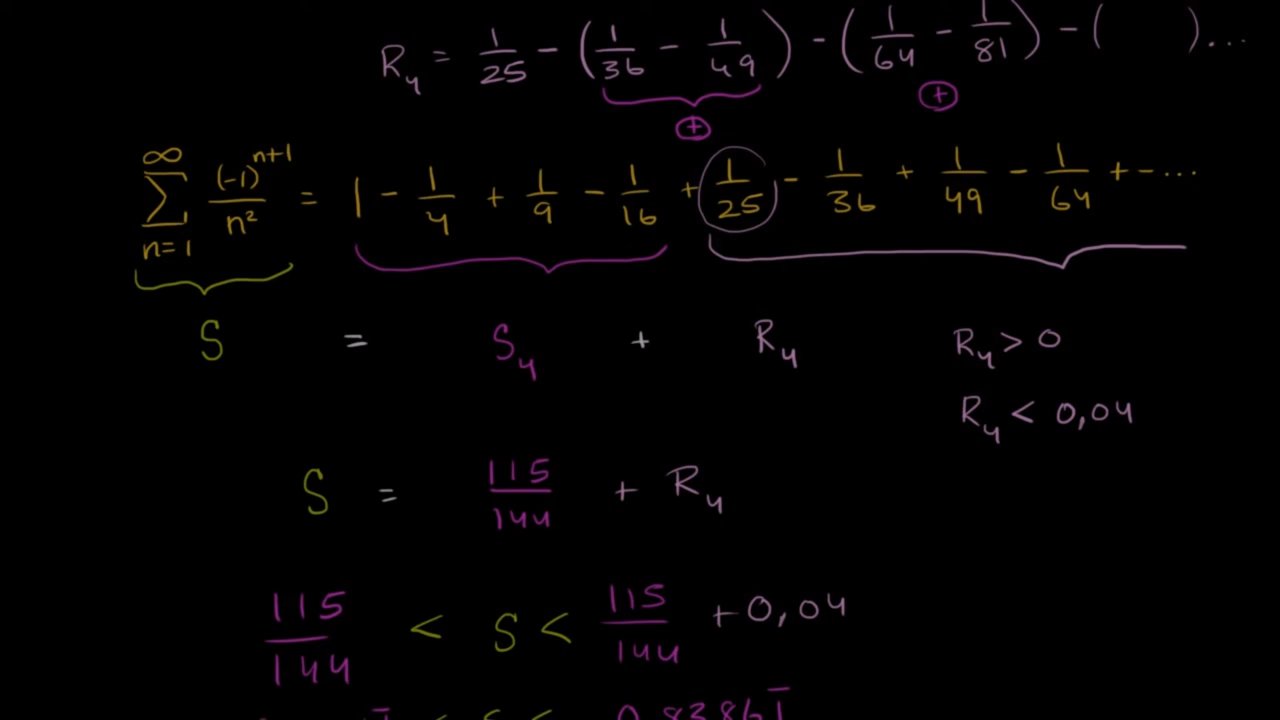 R₄ = 1/25 - (1/36 - 1/49) - (1/64 - 1/81) - ( )...
+ +
∑ n=1 ∞ (-1)ⁿ⁺¹/n² = 1 - 1/4 + 1/9 - 1/16 + 1/25 - 1/36 + 1/49 - 1/64 + - ...
S = S₄ + R₄ R₄ > 0
R₄ < 0,04
S = 115/144 + R₄
115/144 < S < 115/144 + 0,04
< S < 0,83861̅